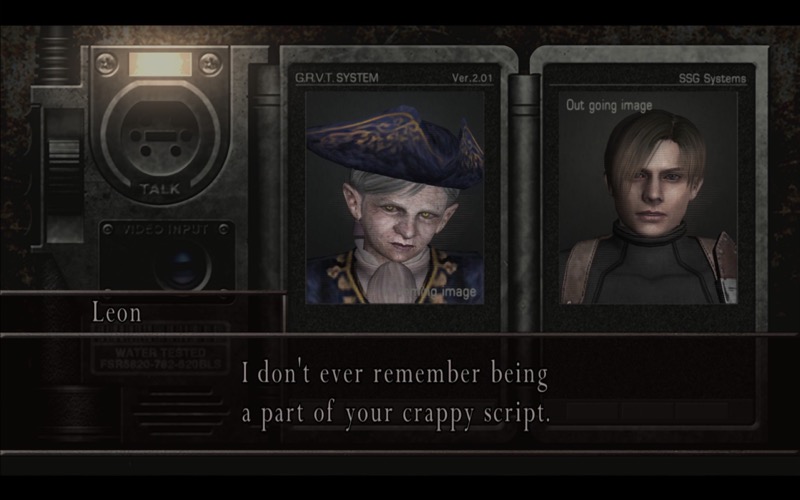 G.R.V.T. SYSTEM
Ver.2.01
SSG Systems
Out going image
TALK
VIDEO INPUT
image
Leon
WATER TESTED
I don't ever remember being
a part of your crappy script.